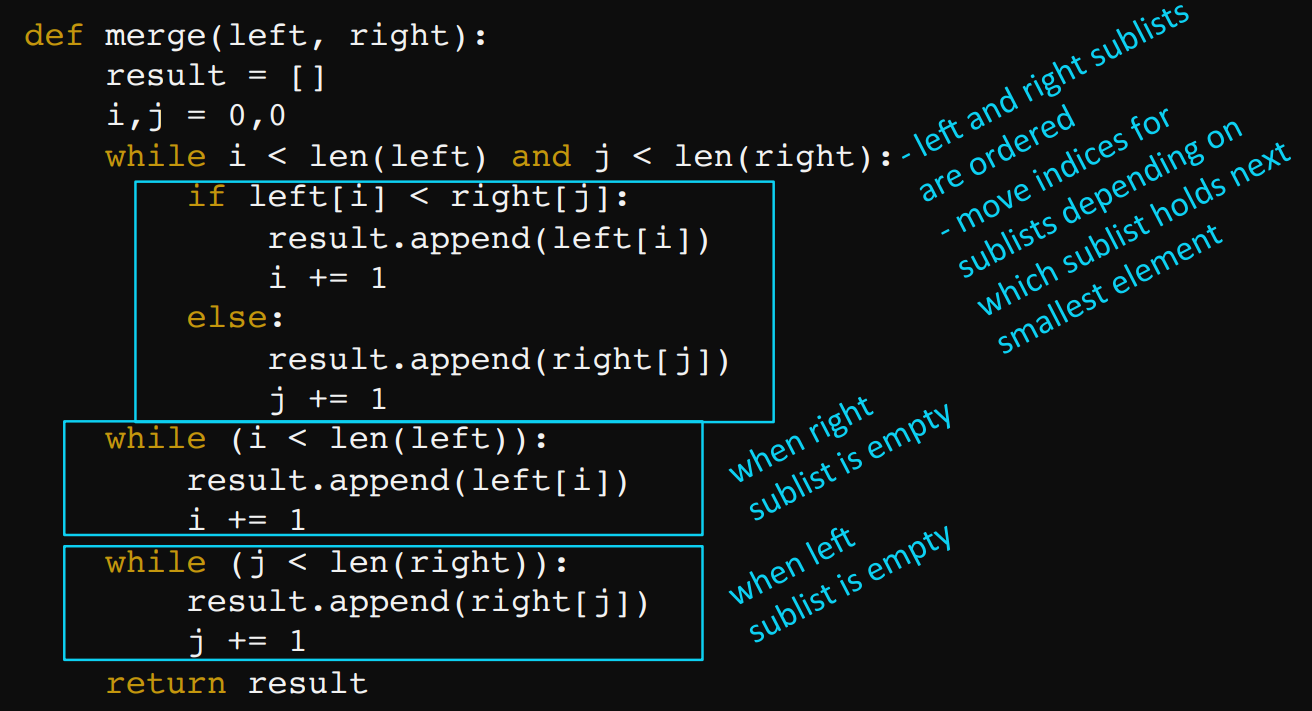 def merge(left, right):
    result = []
    i,j = 0,0
    while i < len(left) and j < len(right):
        if left[i] < right[j]:
            result.append(left[i])
            i += 1
        else:
            result.append(right[j])
            j += 1
    while (i < len(left)):
        result.append(left[i])
        i += 1
    while (j < len(right)):
        result.append(right[j])
        j += 1
    return result
- left and right sublists
are ordered
- move indices for
sublists depending on
which sublist holds next
smallest element
when right
sublist is empty
when left
sublist is empty